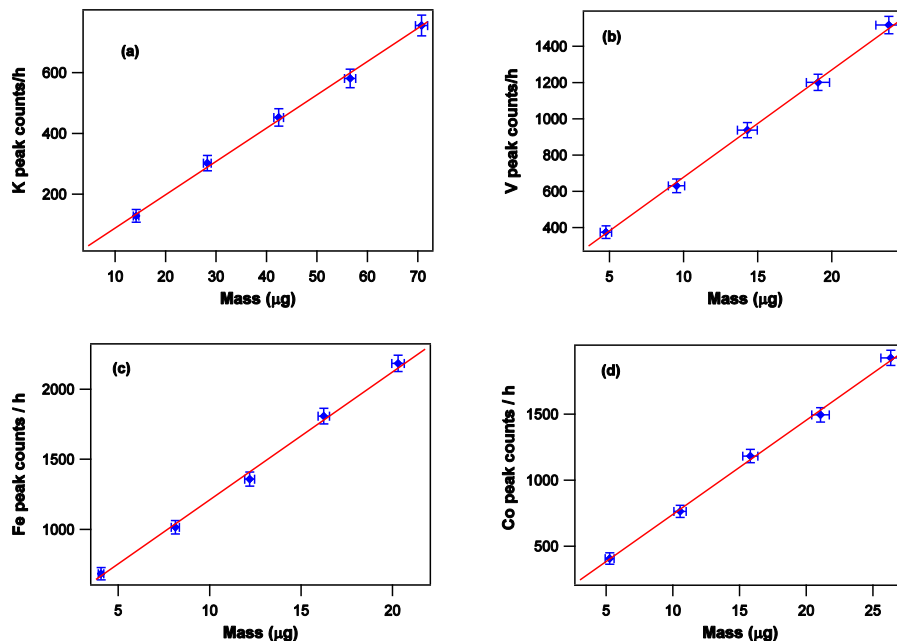 (a)
K peak counts/h
600
400
200
10 20 30 40 50 60 70
Mass (μg)
(b)
V peak counts/h
1400
1200
1000
800
600
400
5 10 15 20
Mass (μg)
(c)
Fe peak counts / h
2000
1500
1000
5 10 15 20
Mass (μg)
(d)
Co peak counts / h
1500
1000
500
5 10 15 20 25
Mass (μg)